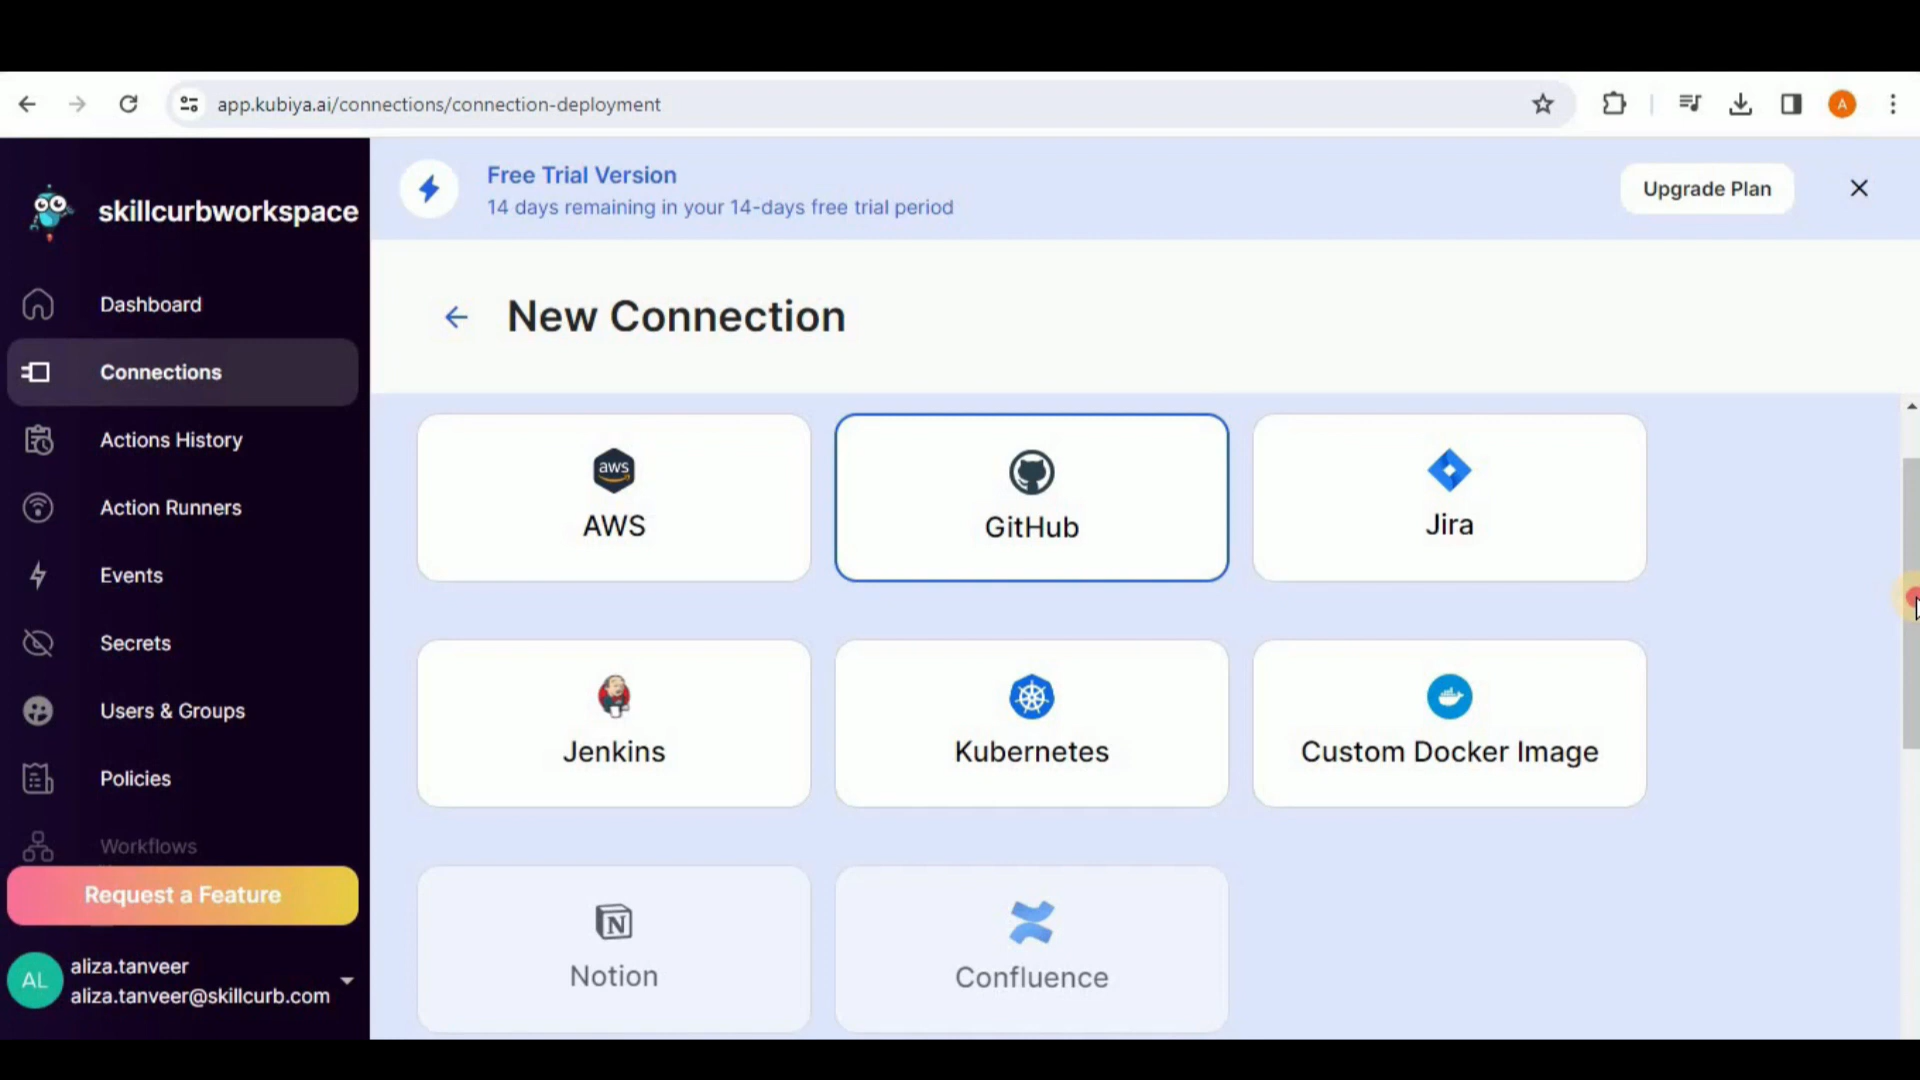 app.kubiya.ai/connections/connection-deployment
A
skillcurbworkspace
Free Trial Version
14 days remaining in your 14-days free trial period
Upgrade Plan
New Connection
Dashboard
Connections
Actions History
Action Runners
Events
Secrets
Users & Groups
Policies
Workflows
Request a Feature
AL
aliza.tanveer
aliza.tanveer@skillcurb.com
aws
AWS
GitHub
Jira
Jenkins
Kubernetes
Custom Docker Image
N
Notion
Confluence